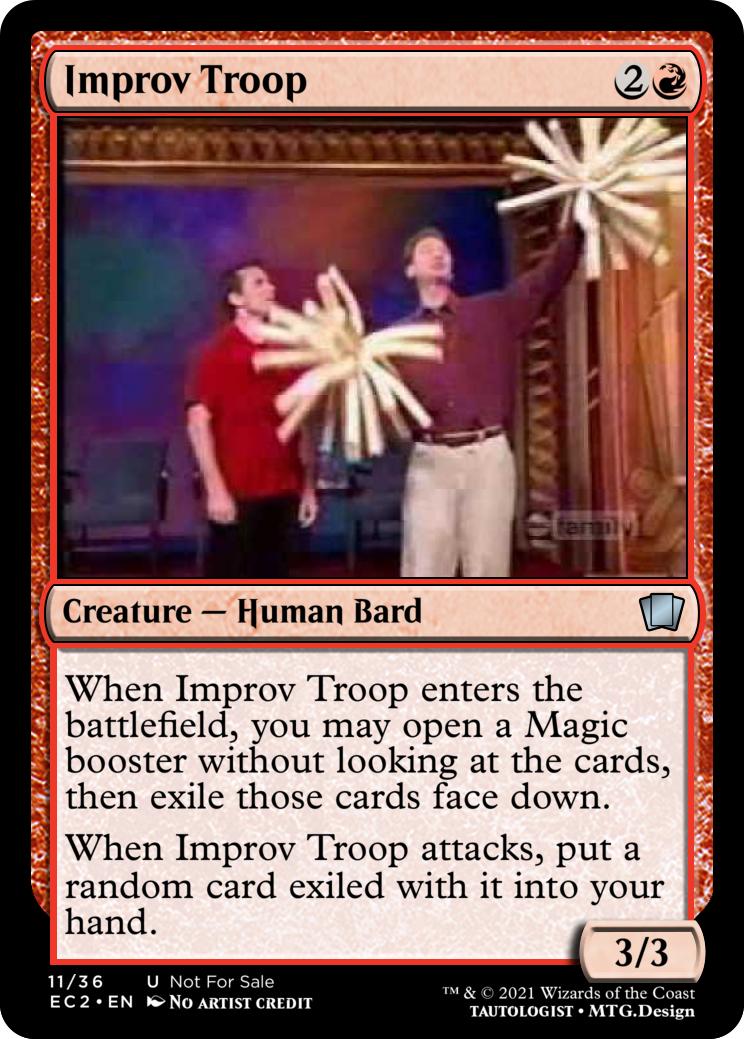 Improv Troop 2
family
Creature — Human Bard
When Improv Troop enters the
battlefield, you may open a Magic
booster without looking at the cards,
then exile those cards face down.
When Improv Troop attacks, put a
random card exiled with it into your
hand.
3/3
11/36 U Not For Sale
EC2 • EN No artist credit
™ & © 2021 Wizards of the Coast
TAUTOLOGIST • MTG.Design